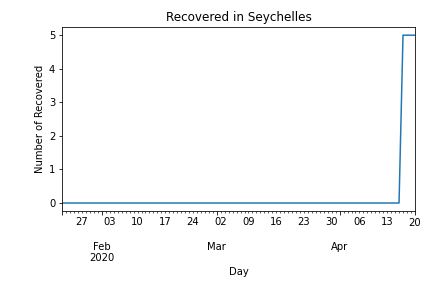 Recovered in Seychelles
Number of Recovered
5
4
3
2
1
0
27 03 10 17 24 02 09 16 23 30 06 13 20
Feb Mar Apr
2020
Day